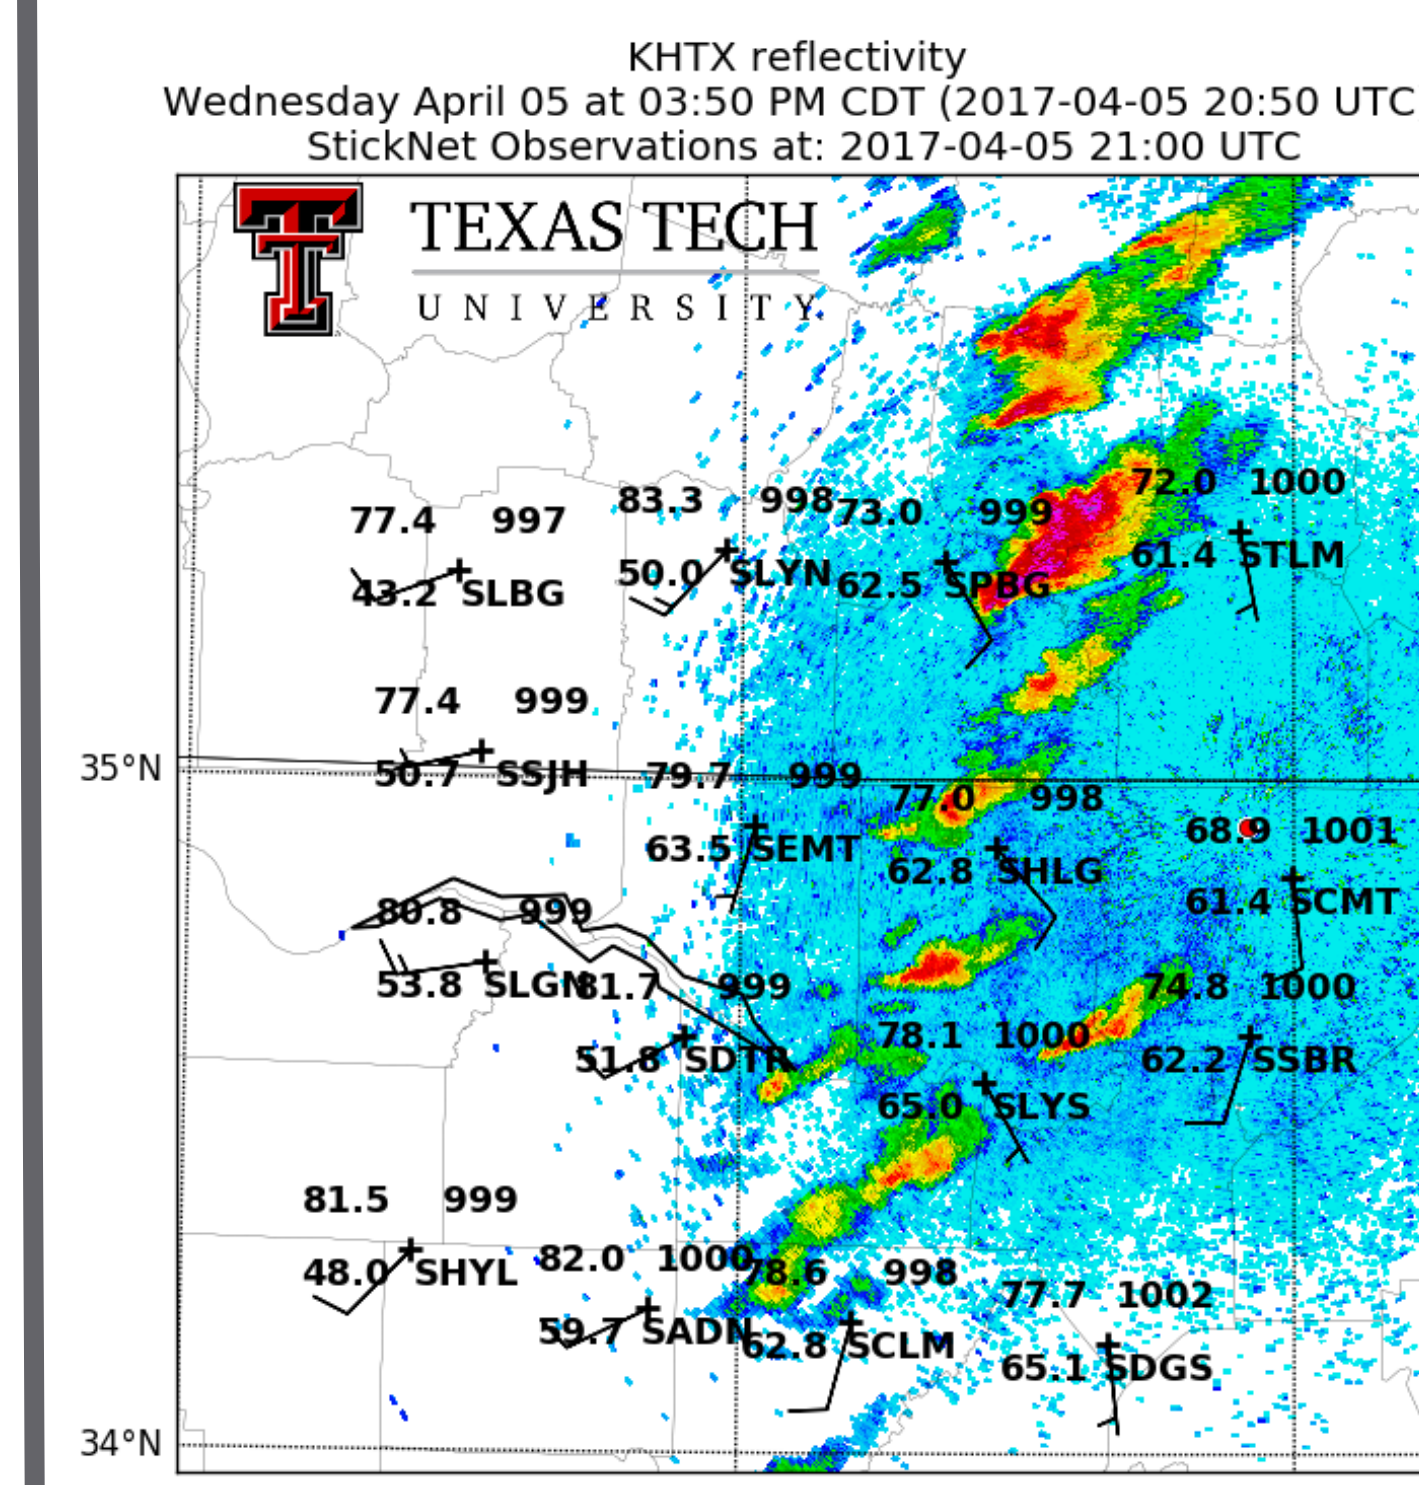 KHTX reflectivity
Wednesday April 05 at 03:50 PM CDT (2017-04-05 20:50 UTC
StickNet Observations at: 2017-04-05 21:00 UTC
TEXAS TECH
UNIVERSITY
72.0 1000
61.4 STLM
83.3 998
50.0 SLYN
73.0 999
62.5 SPBG
77.4 997
43.2 SLBG
77.4 999
50.7 SSJH
35°N
79.7 999
63.5 SEMT
77.0 998
62.8 SHLG
68.9 1001
61.4 SCMT
80.8 999
53.8 SLGN
81.7 999
51.8 SDTR
74.8 1000
62.2 SSBR
78.1 1000
65.0 SLYS
81.5 999
48.0 SHYL
82.0 1000
59.7 SADN
78.6 998
62.8 SCLM
77.7 1002
65.1 SDGS
34°N